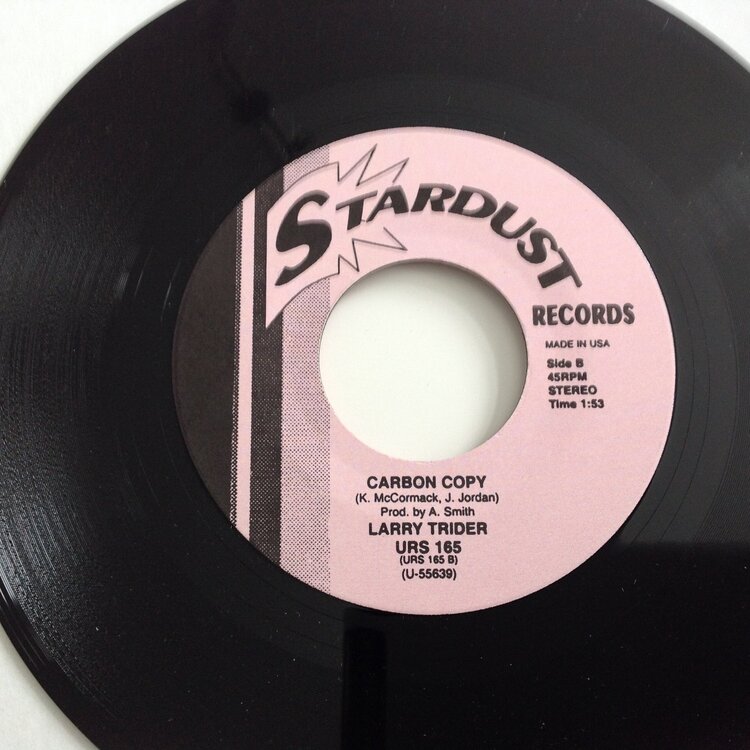 STARDUST
RECORDS
MADE IN USA
Side B
45RPM
STEREO
Time 1:53
CARBON COPY
(K. McCormack, J. Jordan)
Prod. by A. Smith
LARRY TRIDER
URS 165
(URS 165 B)
(U-55639)